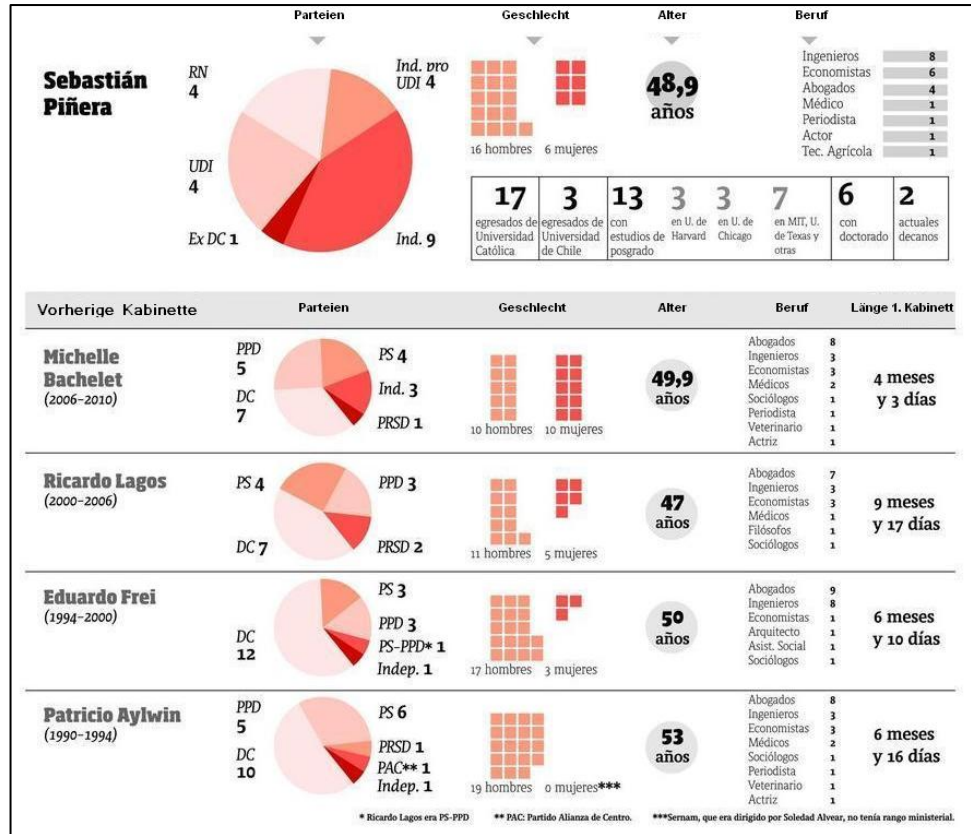 Parteien
Geschlecht
Alter
Beruf
Sebastián
Piñera
RN
4
Ind. pro
UDI 4
UDI
4
Ex DC 1
Ind. 9
16 hombres
6 mujeres
48,9
años
Ingenieros 8
Economistas 6
Abogados 4
Médico 1
Periodista 1
Actor 1
Tec. Agrícola 1
17
egresados de
Universidad
Católica
3
egresados de
Universidad
de Chile
13
con
estudios de
posgrado
3
en U. de
Harvard
3
en U. de
Chicago
7
en MIT, U.
de Texas y
otras
6
con
doctorado
2
actuales
decanos
Vorherige Kabinette
Parteien
Geschlecht
Alter
Beruf
Länge 1. Kabinett
Michelle
Bachelet
(2006-2010)
PPD
5
DC
7
PS 4
Ind. 3
PRSD 1
10 hombres
10 mujeres
49,9
años
Abogados 8
Ingenieros 3
Economistas 3
Médicos 2
Sociólogos 1
Periodista 1
Veterinario 1
Actriz 1
4 meses
y 3 días
Ricardo Lagos
(2000-2006)
PS 4
DC 7
PPD 3
PRSD 2
11 hombres
5 mujeres
47
años
Abogados 7
Ingenieros 3
Economistas 3
Médicos 1
Filósofos 1
Sociólogos 1
9 meses
y 17 días
Eduardo Frei
(1994-2000)
DC
12
PS 3
PPD 3
PS-PPD* 1
Indep. 1
17 hombres
3 mujeres
50
años
Abogados 9
Ingenieros 8
Economistas 1
Arquitecto 1
Asist. Social 1
Sociólogos 1
6 meses
y 10 días
Patricio Aylwin
(1990-1994)
PPD
5
DC
10
PS 6
PRSD 1
PAC** 1
Indep. 1
19 hombres
0 mujeres***
53
años
Abogados 8
Ingenieros 3
Economistas 3
Médicos 2
Sociólogos 1
Periodista 1
Veterinario 1
Actriz 1
6 meses
y 16 días
* Ricardo Lagos era PS-PPD
** PAC: Partido Alianza de Centro.
***Sernam, que era dirigido por Soledad Alvear, no tenía rango ministerial.